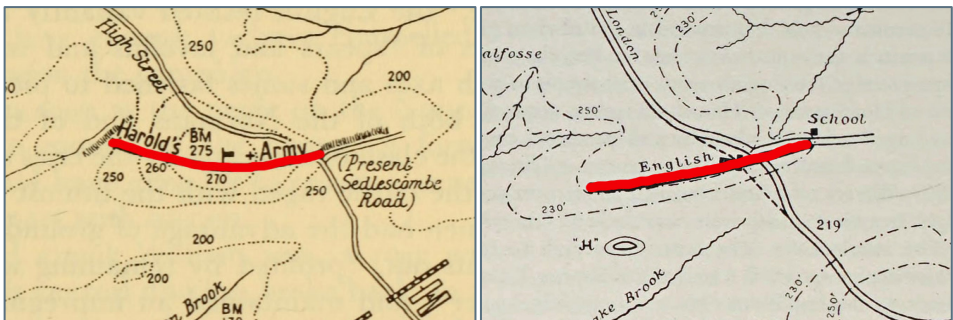 High Street
250
200
Harold's
BM
275
Army
250
260
270
250
(Present
Sedlescombe
Road)
200
200
Brook
BM
London
230'
alfosse
250'
School
English
230'
219'
"H"
ake Brook
230'
250'